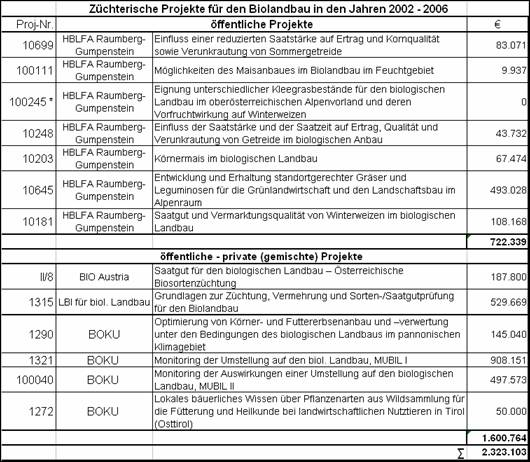 Züchterische Projekte für den Biolandbau in den Jahren 2002 - 2006
Proj-Nr. öffentliche Projekte €
10699 HBLFA Raumberg-Gumpenstein Einfluss einer reduzierten Saatstärke auf Ertrag und Kornqualität
sowie Verunkrautung von Sommergetreide 83.071
100111 HBLFA Raumberg-Gumpenstein Möglichkeiten des Maisanbaues im Biolandbau im Feuchtgebiet 9.937
100245 * HBLFA Raumberg-Gumpenstein Eignung unterschiedlicher Kleegrasbestände für den biologischen
Landbau im oberösterreichischen Alpenvorland und deren
Vorfruchtwirkung auf Winterweizen 0
10248 HBLFA Raumberg-Gumpenstein Einfluss der Saatstärke und der Saatzeit auf Ertrag, Qualität und
Verunkrautung von Getreide im biologischen Anbau 43.732
10203 HBLFA Raumberg-Gumpenstein Körnermais im biologischen Landbau 67.474
10645 HBLFA Raumberg-Gumpenstein Entwicklung und Erhaltung standortgerechter Gräser und
Leguminosen für die Grünlandwirtschaft und den Landschaftsbau im
Alpenraum 493.028
10181 HBLFA Raumberg-Gumpenstein Saatgut und Vermarktungsqualität von Winterweizen im biologischen
Landbau 108.168
722.339
öffentliche - private (gemischte) Projekte
II/8 BIO Austria Saatgut für den biologischen Landbau – Österreichische
Biosortenzüchtung 187.800
1315 LBI für biol. Landbau Grundlagen zur Züchtung, Vermehrung und Sorten-/Saatgutprüfung
für den Biolandbau 529.669
1290 BOKU Optimierung von Körner- und Futtererbsenanbau und –verwertung
unter den Bedingungen des biologischen Landbaus im pannonischen
Klimagebiet 145.040
1321 BOKU Monitoring der Umstellung auf den biol. Landbau, MUBIL I 908.151
100040 BOKU Monitoring der Auswirkungen einer Umstellung auf den biologischen
Landbau, MUBIL II 497.573
1272 BOKU Lokales bäuerliches Wissen über Pflanzenarten aus Wildsammlung für
die Fütterung und Heilkunde bei landwirtschaftlichen Nutztieren in Tirol
(Osttirol) 50.000
1.600.764
∑ 2.323.103